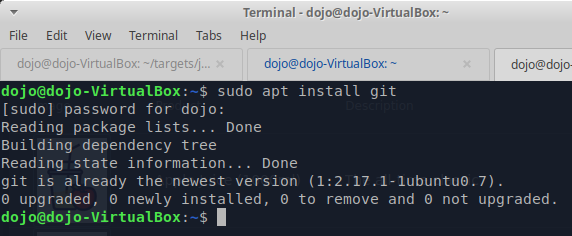 Terminal - dojo@dojo-VirtualBox: ~
File Edit View Terminal Tabs Help
dojo@dojo-VirtualBox: ~/targets/j... × dojo@dojo-VirtualBox: ~ × dojo@dojo-
dojo@dojo-VirtualBox:~$ sudo apt install git
[sudo] password for dojo:
Reading package lists... Done
Building dependency tree
Reading state information... Done
git is already the newest version (1:2.17.1-1ubuntu0.7).
0 upgraded, 0 newly installed, 0 to remove and 0 not upgraded.
dojo@dojo-VirtualBox:~$